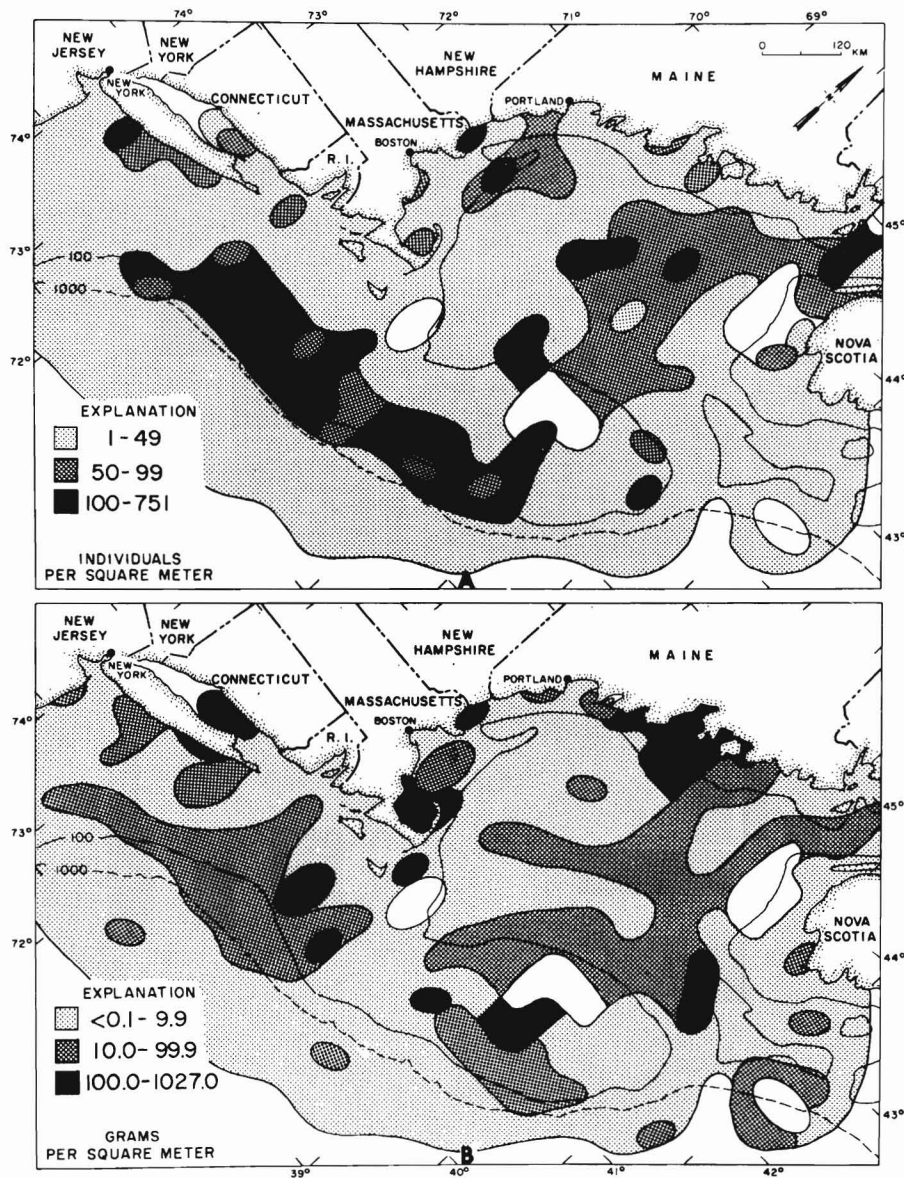 74°
73°
72°
71°
70°
69°
NEW JERSEY
NEW YORK
NEW YORK
CONNECTICUT
R. I.
MASSACHUSETTS
BOSTON
NEW HAMPSHIRE
PORTLAND
MAINE
0 120
KM
74°
73°
100
1000
72°
45°
NOVA SCOTIA
44°
43°
EXPLANATION
1-49
50-99
100-751
INDIVIDUALS
PER SQUARE METER
A
NEW JERSEY
NEW YORK
NEW YORK
CONNECTICUT
R. I.
MASSACHUSETTS
BOSTON
NEW HAMPSHIRE
PORTLAND
MAINE
74°
73°
100
1000
72°
45°
NOVA SCOTIA
44°
43°
EXPLANATION
<0.1-9.9
10.0-99.9
100.0-1027.0
GRAMS
PER SQUARE METER
B
39°
40°
41°
42°